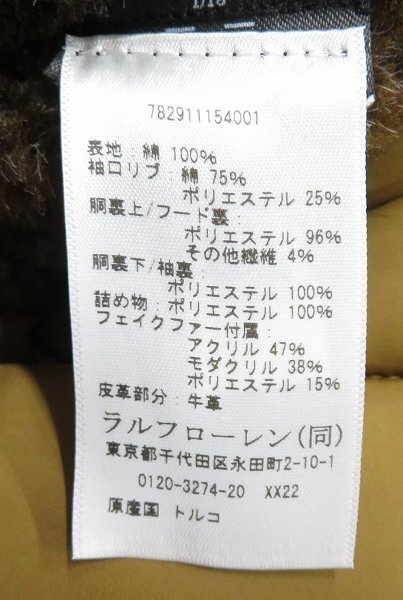 782911154001
表地:綿 100%
袖口リブ:綿 75%
ポリエステル 25%
胴裏上/フード裏:
ポリエステル 96%
その他繊維 4%
胴裏下/袖裏:
ポリエステル 100%
詰め物:ポリエステル 100%
フェイクファー付属:
アクリル 47%
モダクリル 38%
ポリエステル 15%
皮革部分:牛革
ラルフローレン(同)
東京都千代田区永田町2-10-1
0120-3274-20 XX22
原産国 トルコ